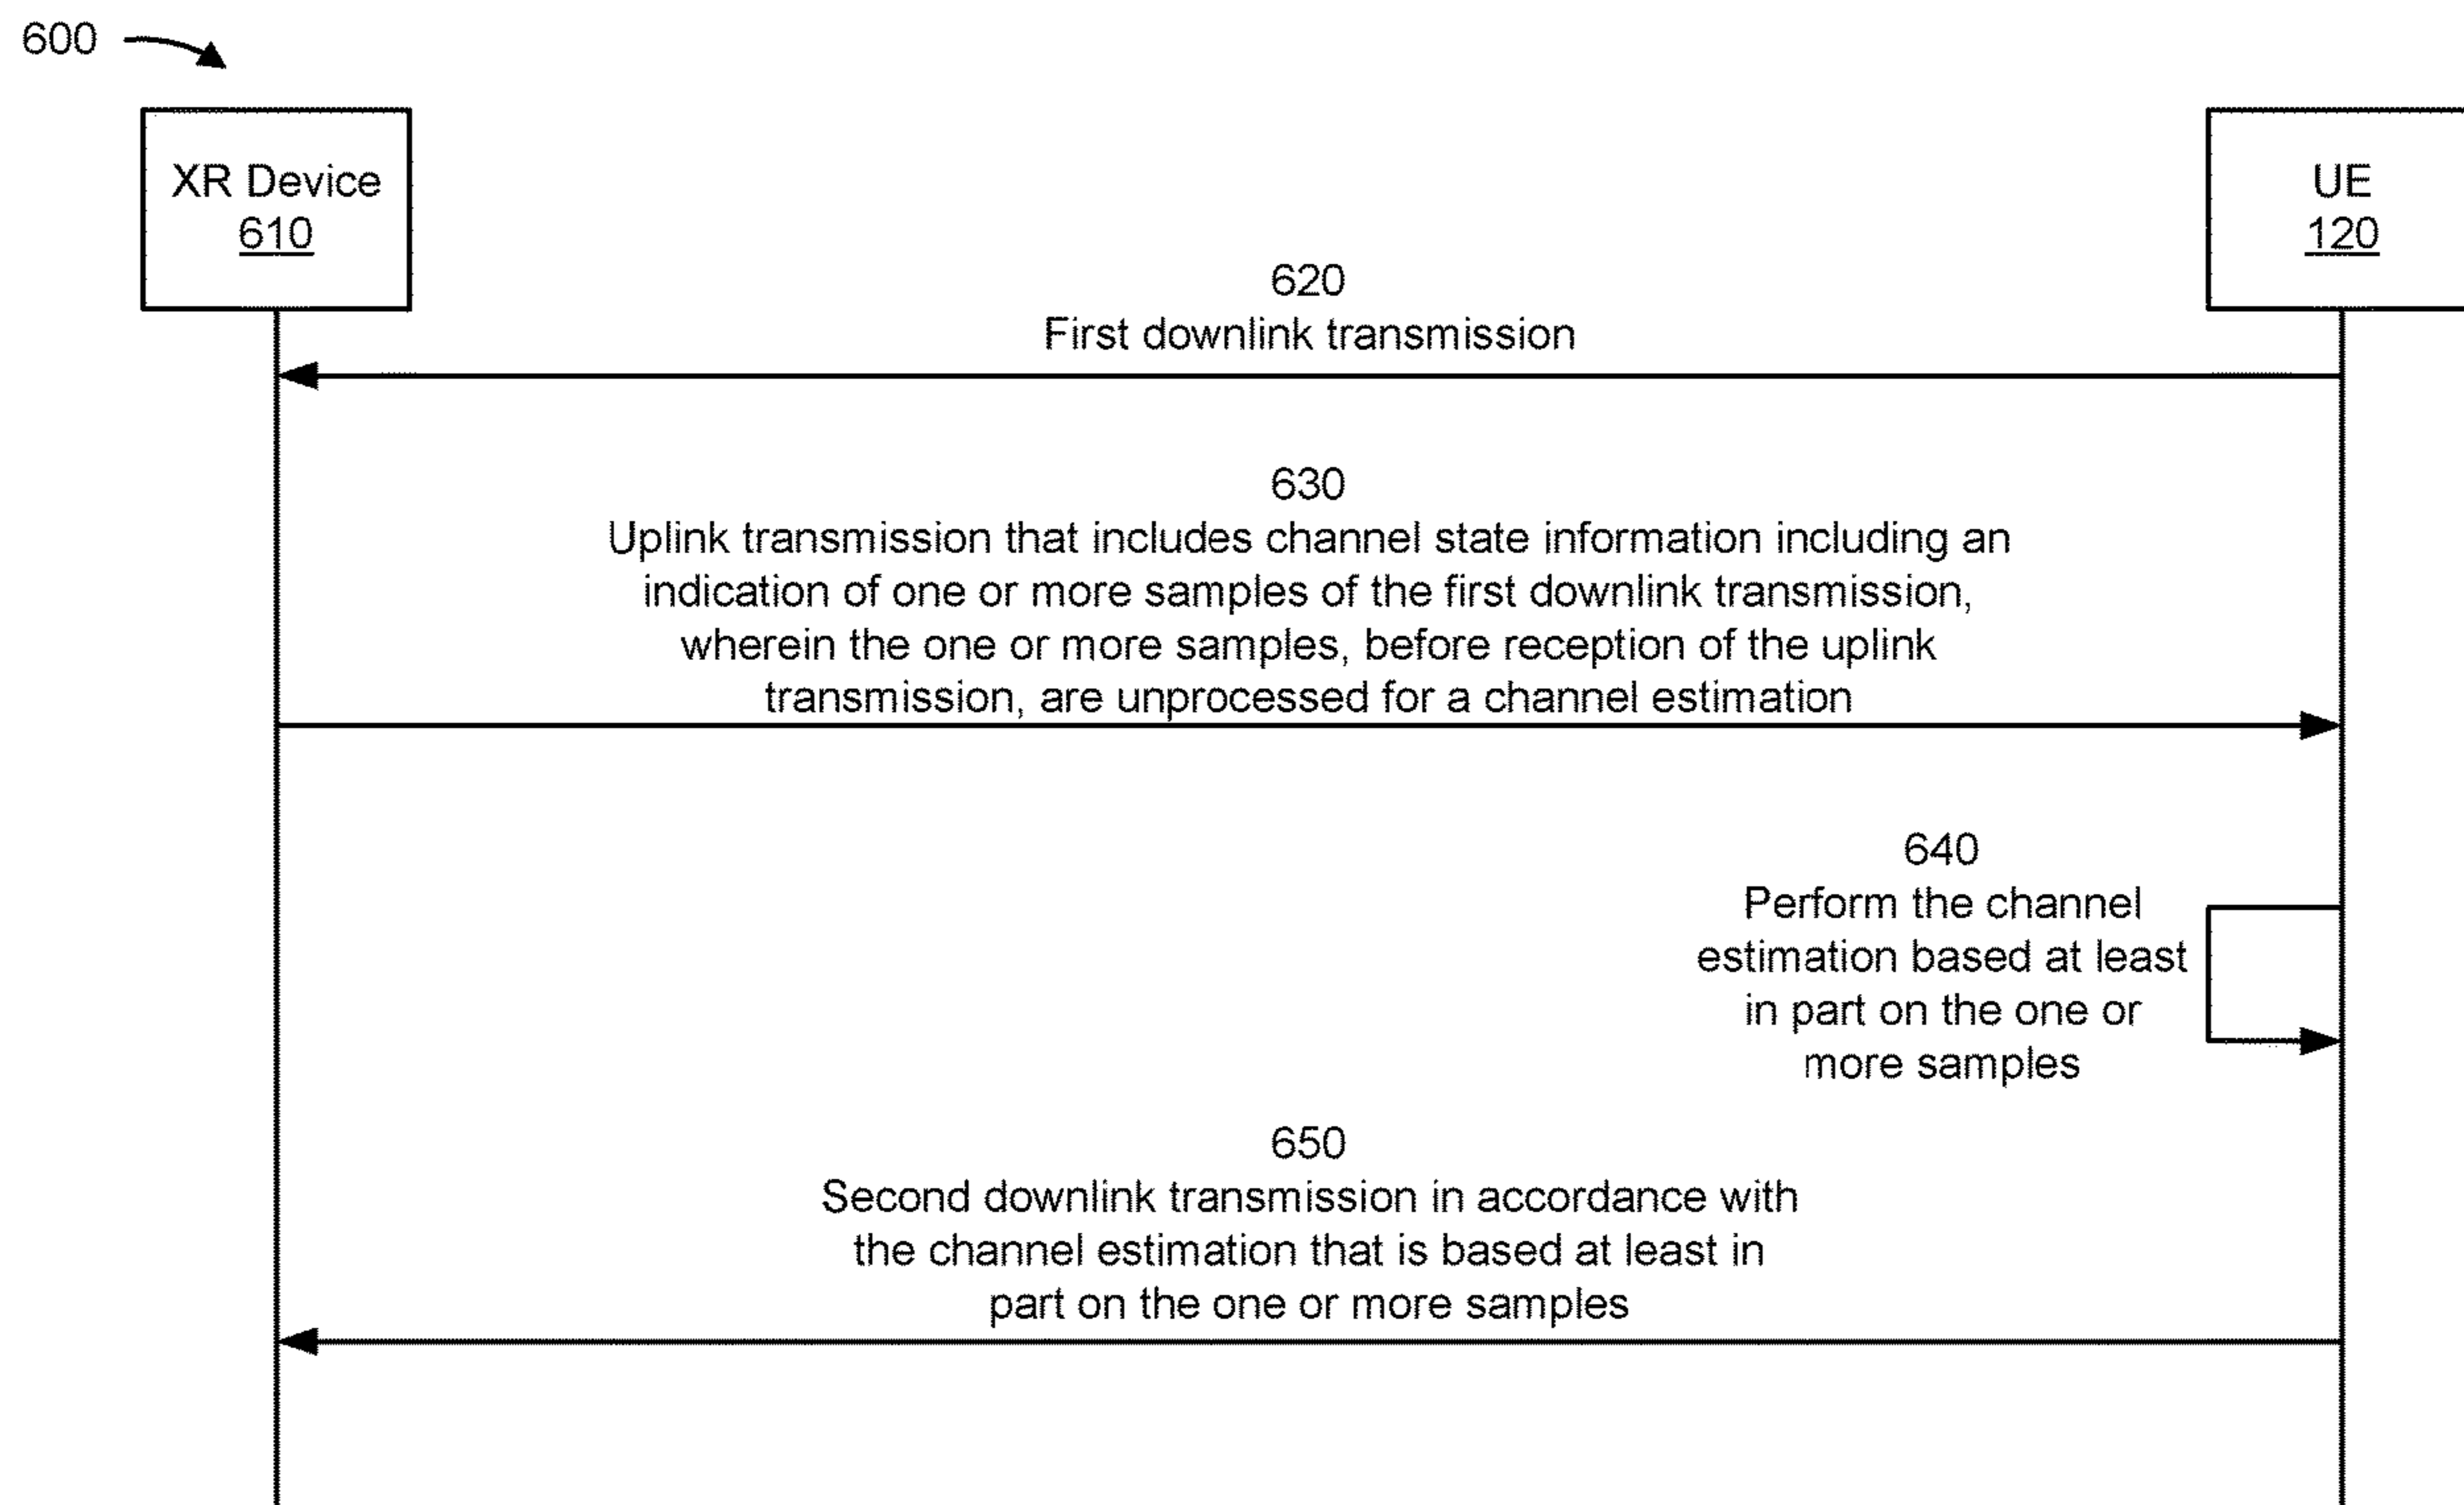 600
XR Device
610
UE
120
620
First downlink transmission
630
Uplink transmission that includes channel state information including an
indication of one or more samples of the first downlink transmission,
wherein the one or more samples, before reception of the uplink
transmission, are unprocessed for a channel estimation
640
Perform the channel
estimation based at least
in part on the one or
more samples
650
Second downlink transmission in accordance with
the channel estimation that is based at least in
part on the one or more samples